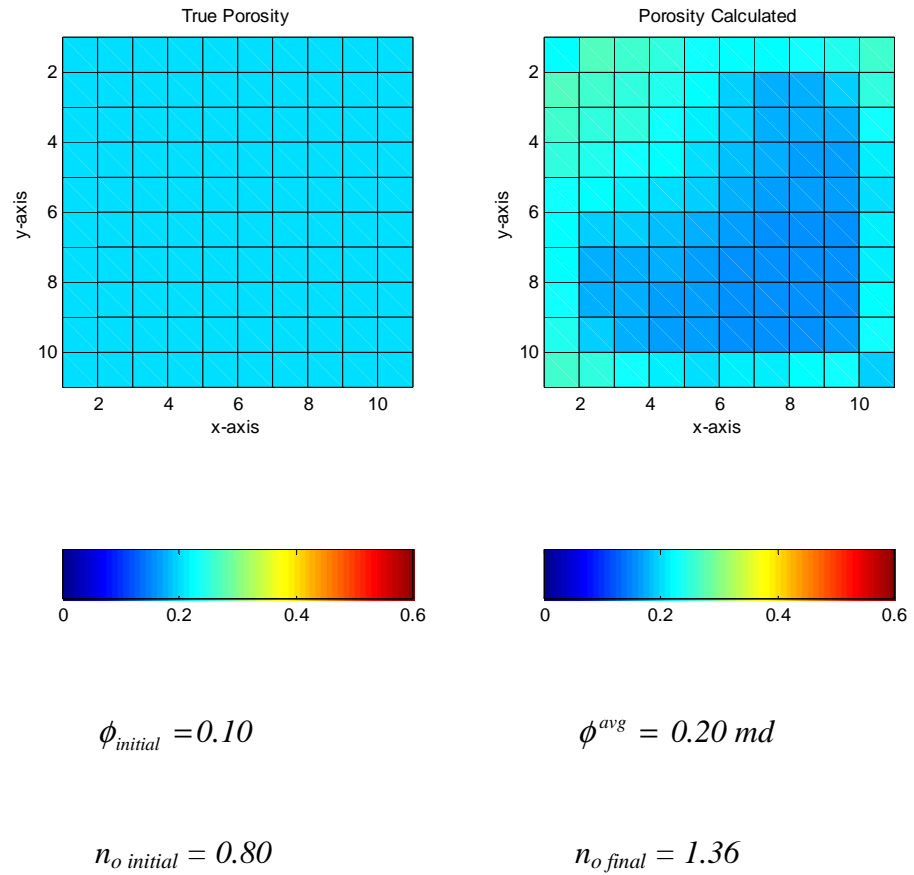 True Porosity
2
4
6
8
10
y-axis
2 4 6 8 10
x-axis
Porosity Calculated
2
4
6
8
10
y-axis
2 4 6 8 10
x-axis
0 0.2 0.4 0.6
0 0.2 0.4 0.6
ϕinitial =0.10
ϕavg = 0.20 md
no initial = 0.80
no final = 1.36